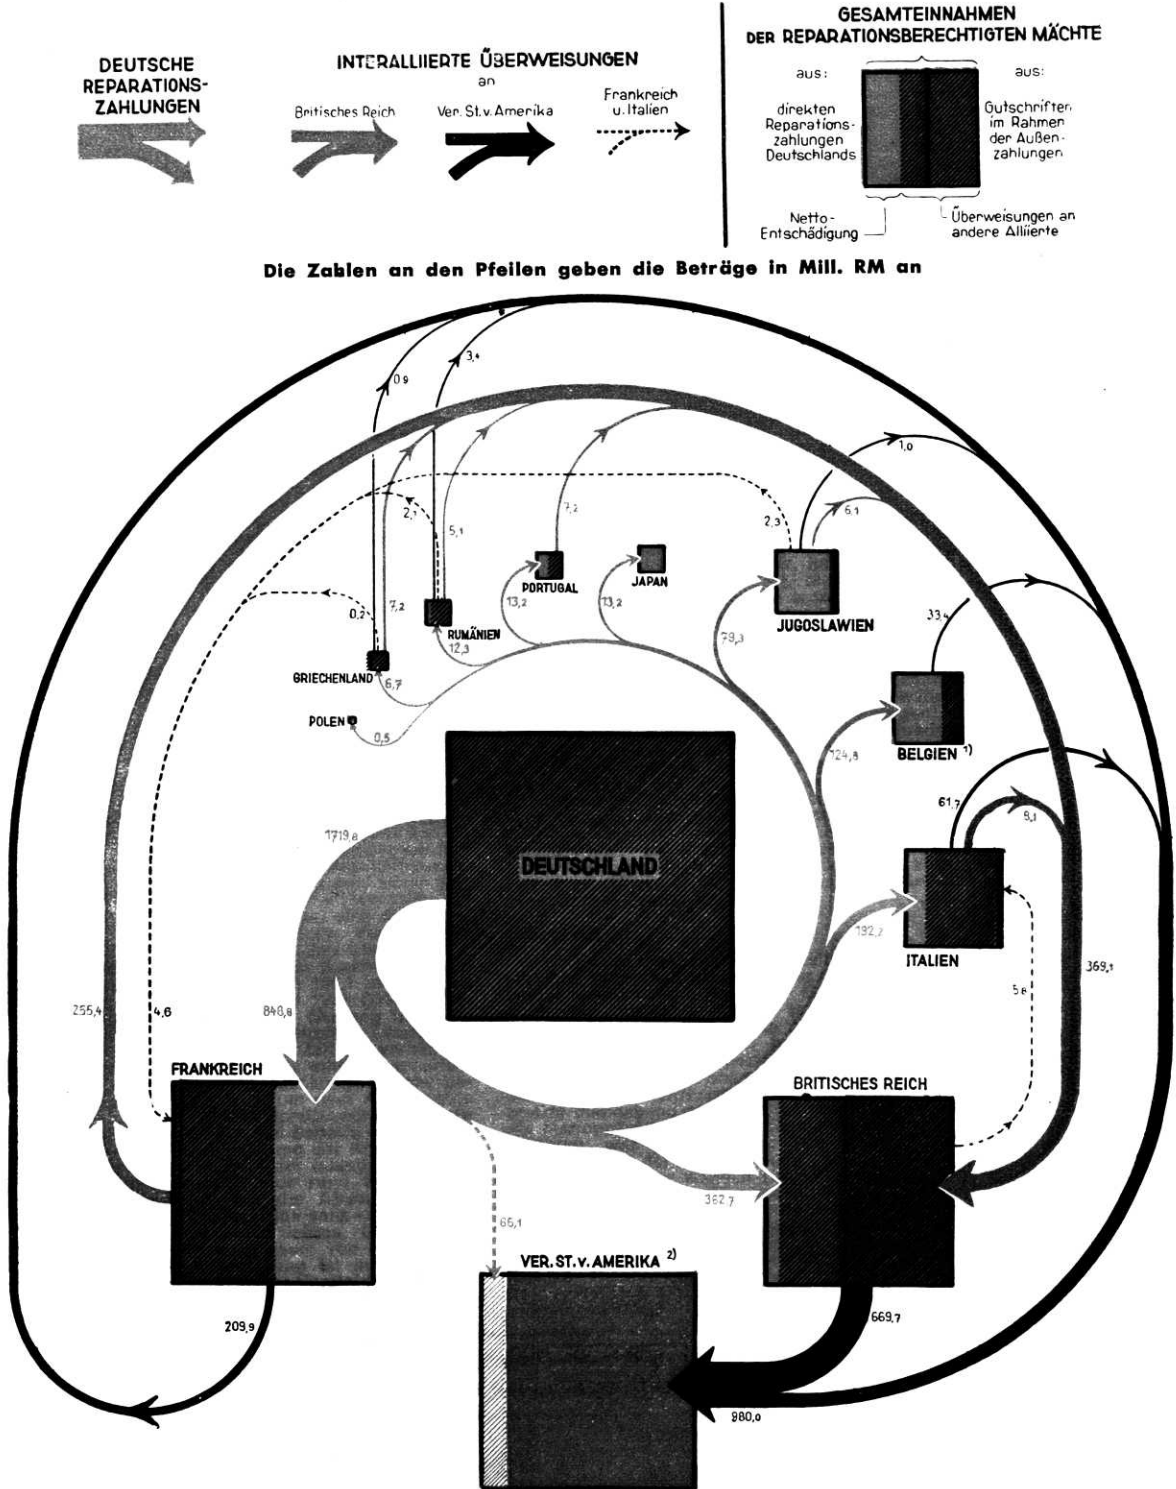 DEUTSCHE
REPARATIONS-
ZAHLUNGEN
INTERALLIIERTE ÜBERWEISUNGEN
an
Britisches Reich
Ver. St. v. Amerika
Frankreich
u. Italien
GESAMTEINNAHMEN
DER REPARATIONSBERECHTIGTEN MÄCHTE
aus:
direkten
Reparations-
zahlungen
Deutschlands
aus:
Gutschriften
im Rahmen
der Außen-
zahlungen
Netto-
Entschädigung
Überweisungen an
andere Alliierte
Die Zahlen an den Pfeilen geben die Beträge in Mill. RM an
3,4
0,9
1,0
2,1
5,1
7,2
2,3
6,1
PORTUGAL
JAPAN
13,2
13,2
0,2
7,2
RUMÄNIEN
12,3
JUGOSLAWIEN
79,3
33,4
GRIECHENLAND
6,7
POLEN
0,5
BELGIEN 1)
124,8
61,7
9,1
1719,8
DEUTSCHLAND
192,2
ITALIEN
369,1
5,8
255,4
4,6
848,8
FRANKREICH
BRITISCHES REICH
362,7
66,1
VER. ST. v. AMERIKA 2)
209,9
669,7
980,0